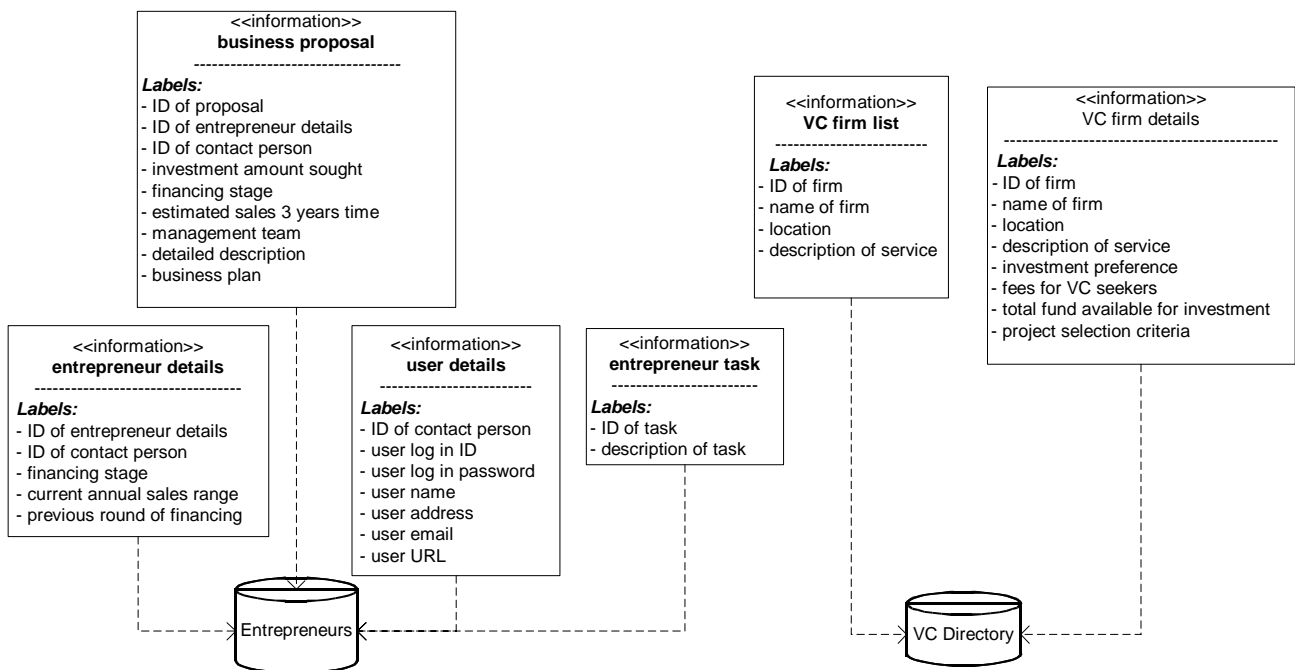 <<information>>
business proposal
-----------------------------------
Labels:
- ID of proposal
- ID of entrepreneur details
- ID of contact person
- investment amount sought
- financing stage
- estimated sales 3 years time
- management team
- detailed description
- business plan
<<information>>
VC firm list
-------------------------
Labels:
- ID of firm
- name of firm
- location
- description of service
<<information>>
VC firm details
---------------------------------------------
Labels:
- ID of firm
- name of firm
- location
- description of service
- investment preference
- fees for VC seekers
- total fund available for investment
- project selection criteria
<<information>>
entrepreneur details
----------------------------------
Labels:
- ID of entrepreneur details
- ID of contact person
- financing stage
- current annual sales range
- previous round of financing
<<information>>
user details
------------------------
Labels:
- ID of contact person
- user log in ID
- user log in password
- user name
- user address
- user email
- user URL
<<information>>
entrepreneur task
------------------------
Labels:
- ID of task
- description of task
Entrepreneurs
VC Directory